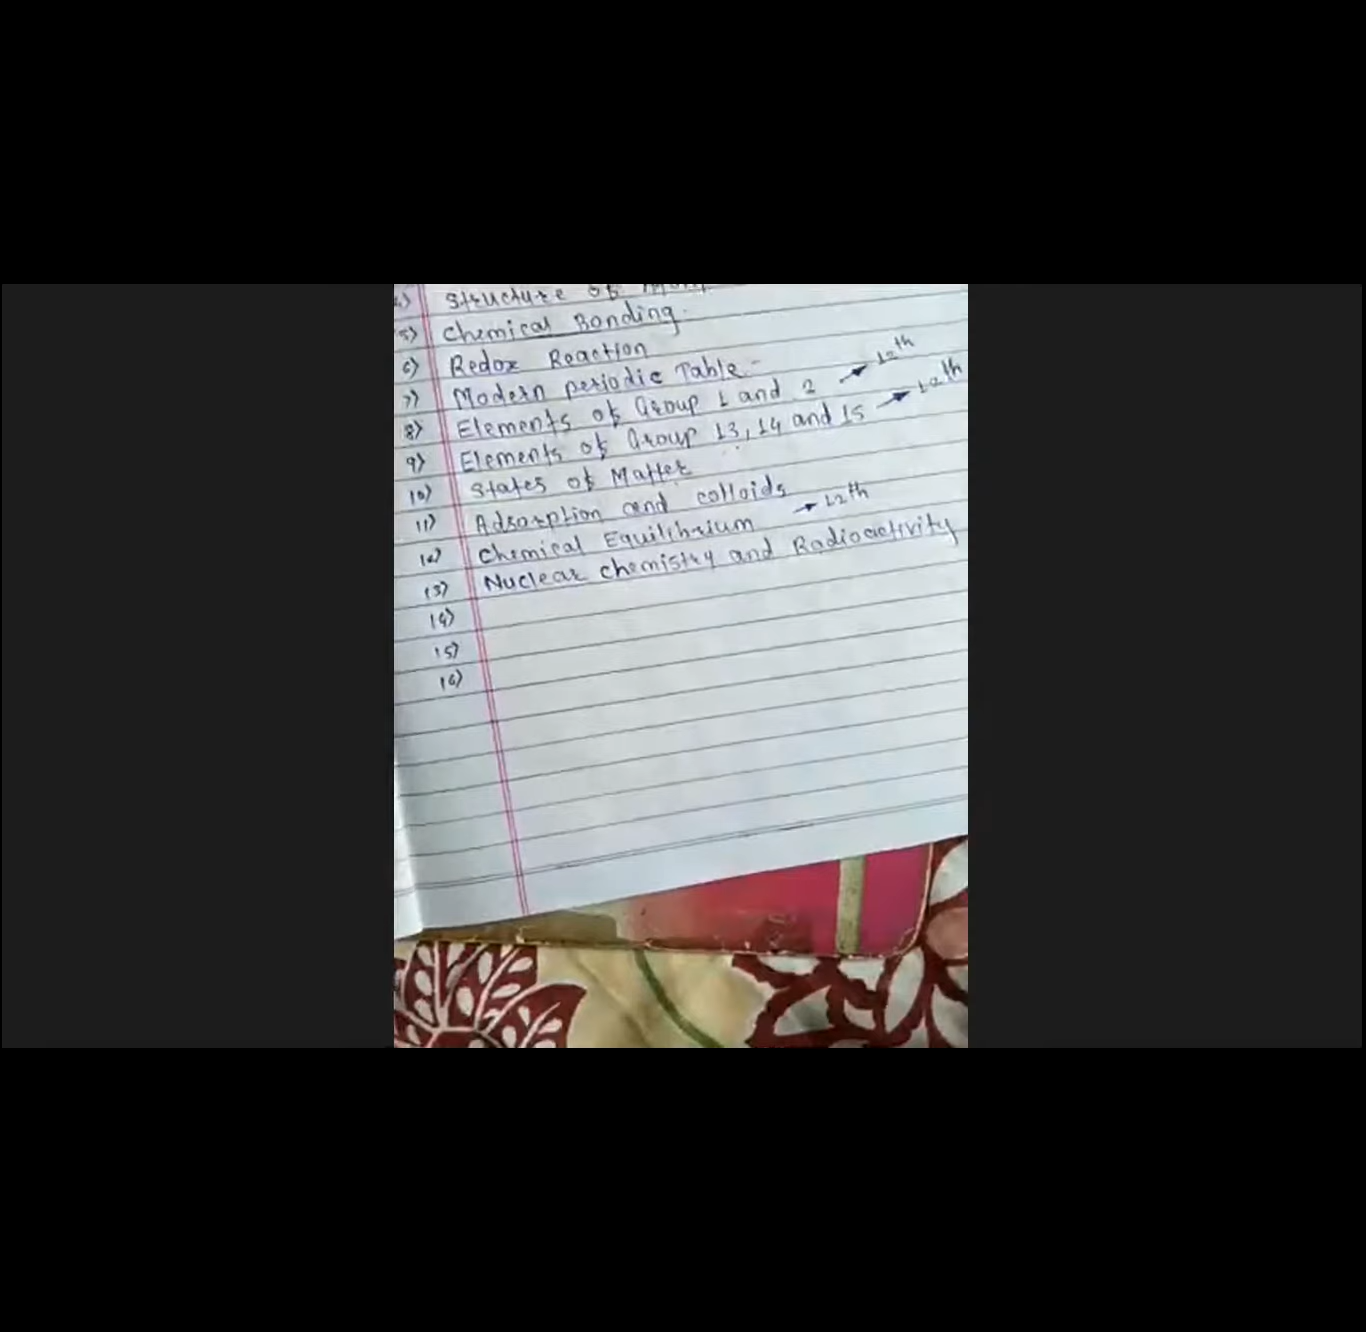 Structure of
5) Chemical Bonding.
6) Redox Reaction
7) Modern periodic Table -
8) Elements of Group 1 and 2 → 12th
9) Elements of Group 13, 14 and 15 → 12th
10) States of Matter
11) Adsorption and colloids
12) Chemical Equilibrium → 12th
13) Nuclear chemistry and Radioactivity
14)
15)
16)